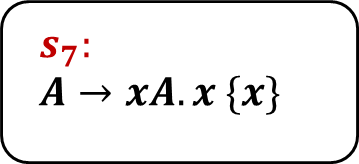 s₇:
A → xA.x {x}